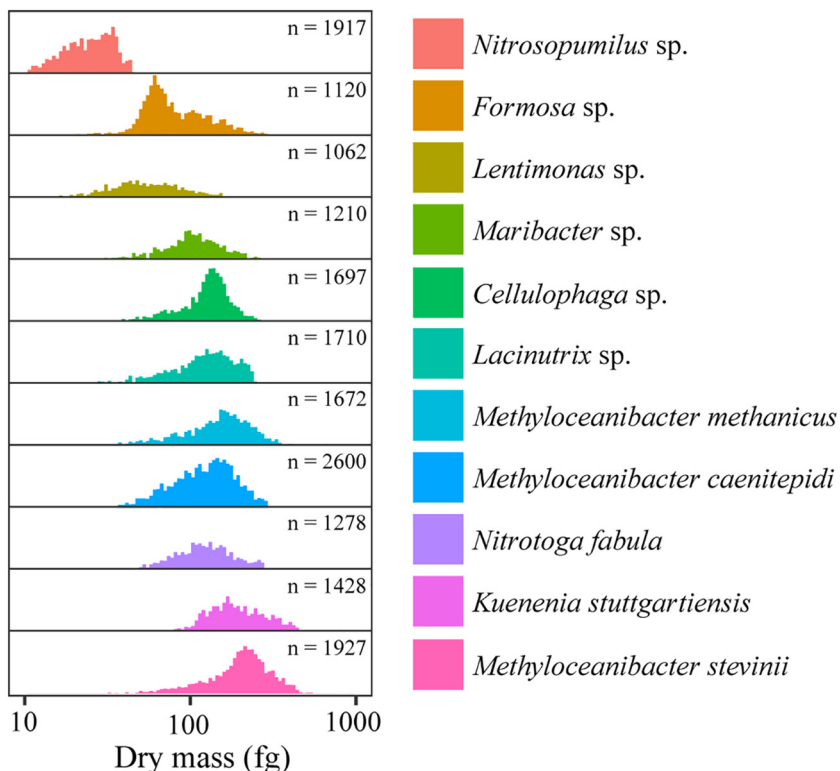 n = 1917
Nitrosopumilus sp.
n = 1120
Formosa sp.
n = 1062
Lentimonas sp.
n = 1210
Maribacter sp.
n = 1697
Cellulophaga sp.
n = 1710
Lacinutrix sp.
n = 1672
Methyloceanibacter methanicus
n = 2600
Methyloceanibacter caenitepidi
n = 1278
Nitrotoga fabula
n = 1428
Kuenenia stuttgartiensis
n = 1927
Methyloceanibacter stevinii
10 100 1000
Dry mass (fg)